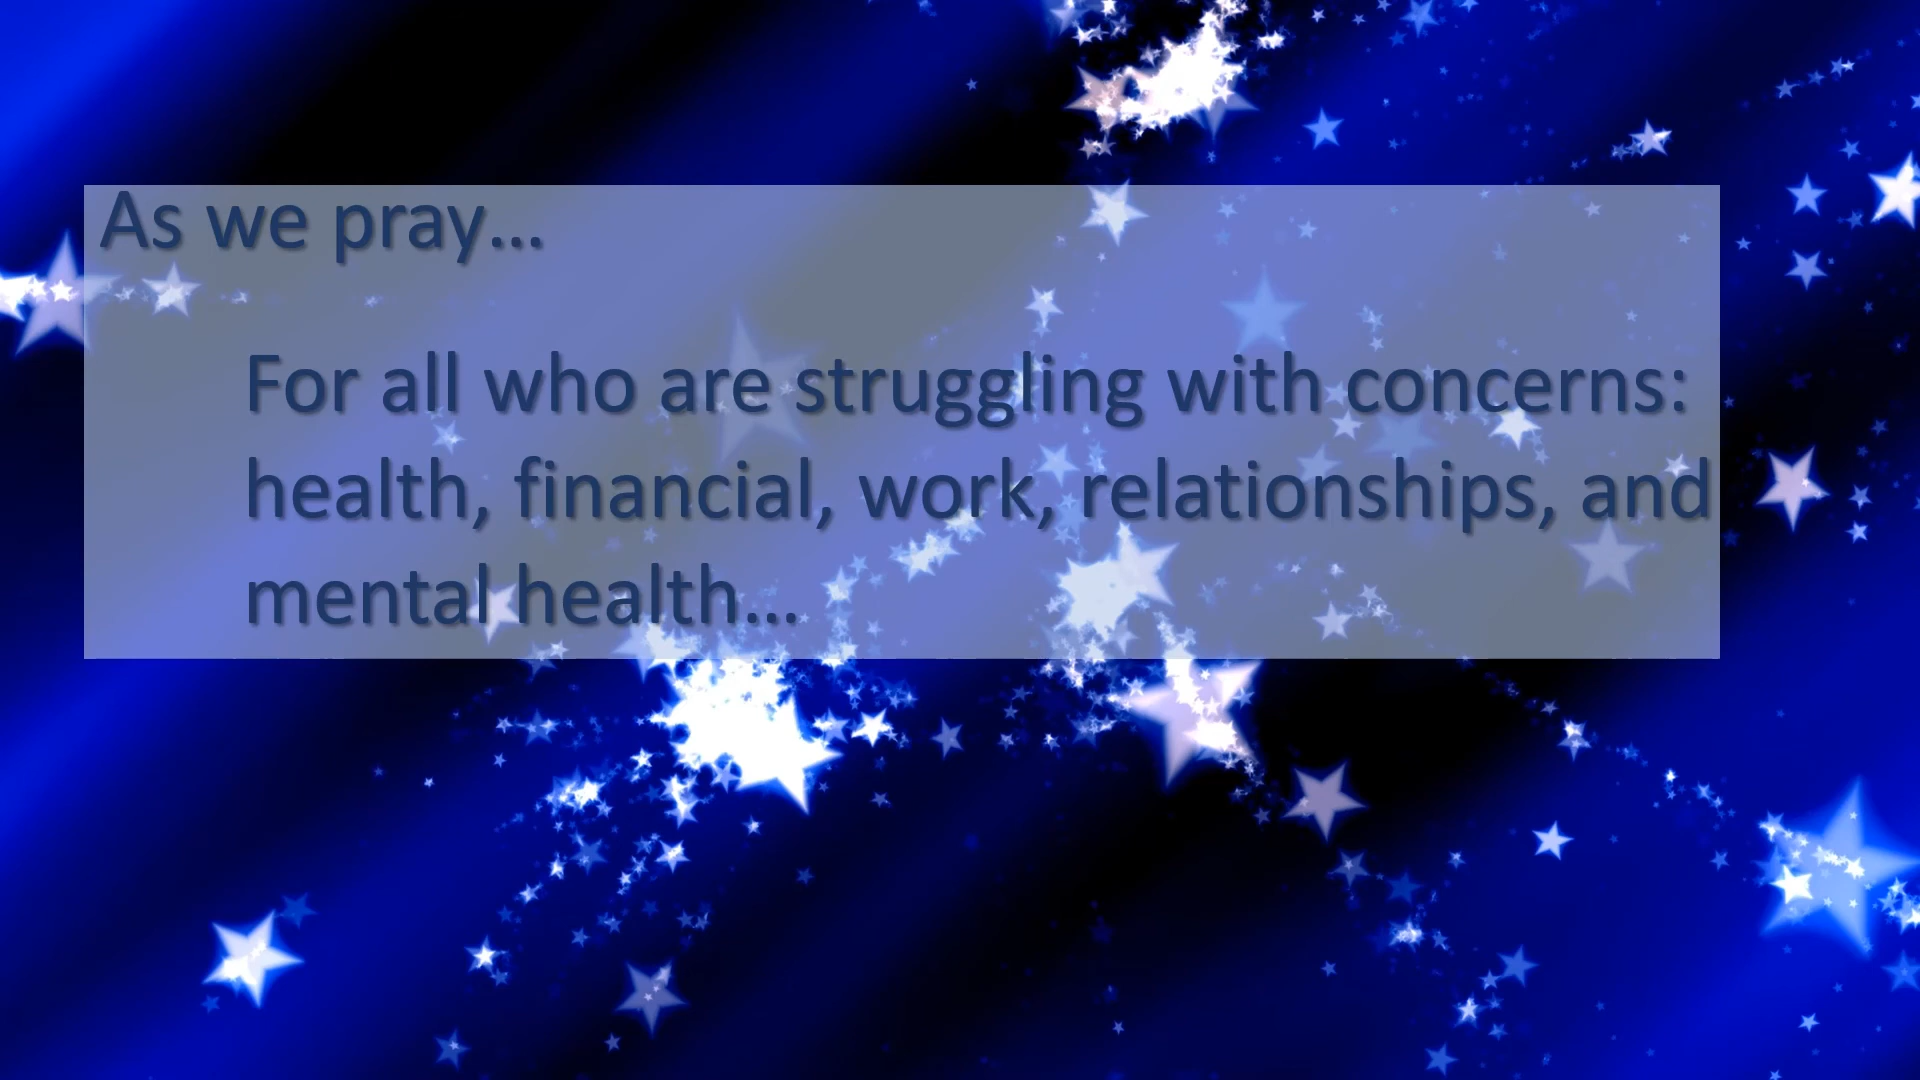 As we pray…
For all who are struggling with concerns:
health, financial, work, relationships, and
mental health…